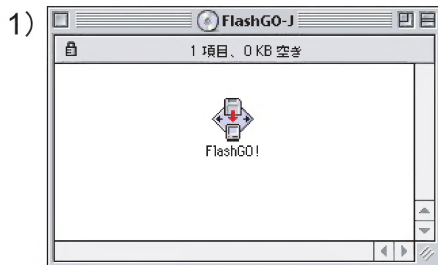 1)
FlashGO-J
1 項目、0 KB 空き
FlashGO!